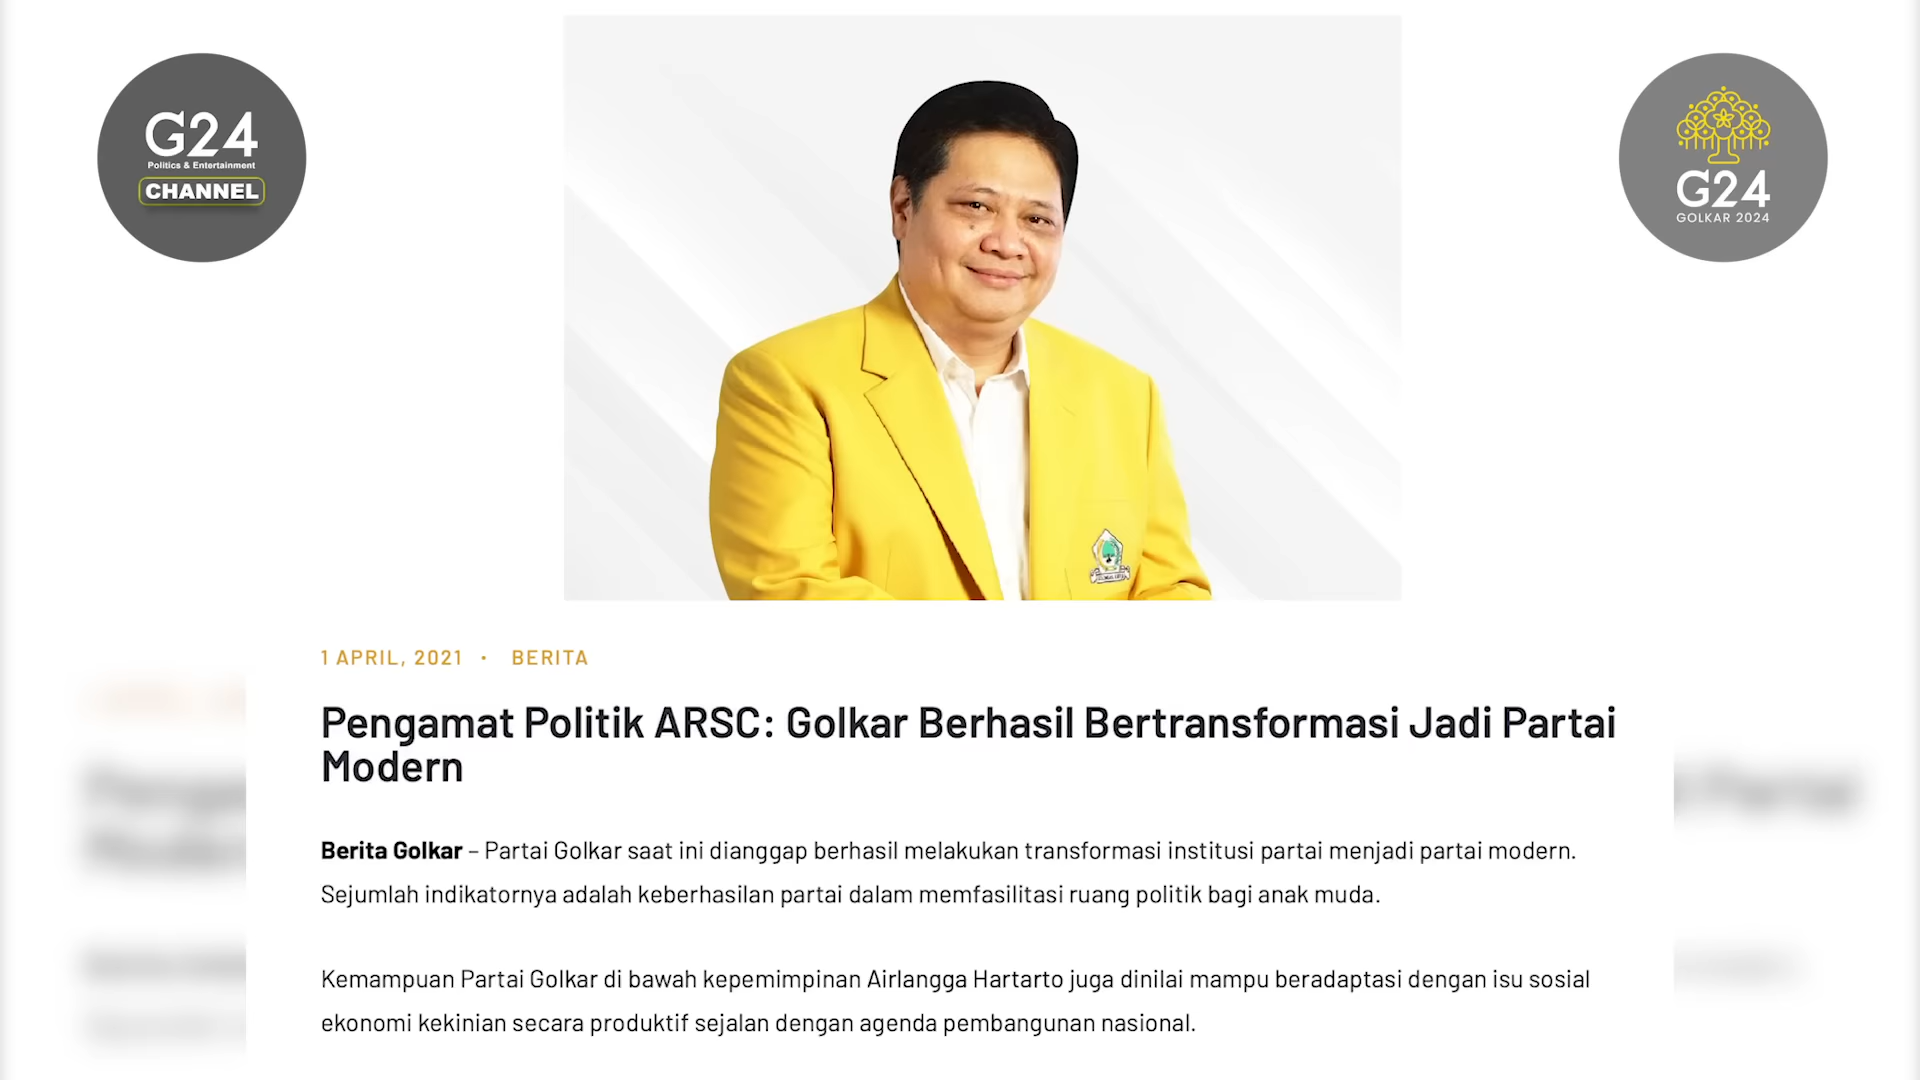 G24
Politics & Entertainment
CHANNEL
G24
GOLKAR 2024
1 APRIL, 2021 • BERITA
Pengamat Politik ARSC: Golkar Berhasil Bertransformasi Jadi Partai
Modern
Berita Golkar – Partai Golkar saat ini dianggap berhasil melakukan transformasi institusi partai menjadi partai modern.
Sejumlah indikatornya adalah keberhasilan partai dalam memfasilitasi ruang politik bagi anak muda.
Kemampuan Partai Golkar di bawah kepemimpinan Airlangga Hartarto juga dinilai mampu beradaptasi dengan isu sosial
ekonomi kekinian secara produktif sejalan dengan agenda pembangunan nasional.